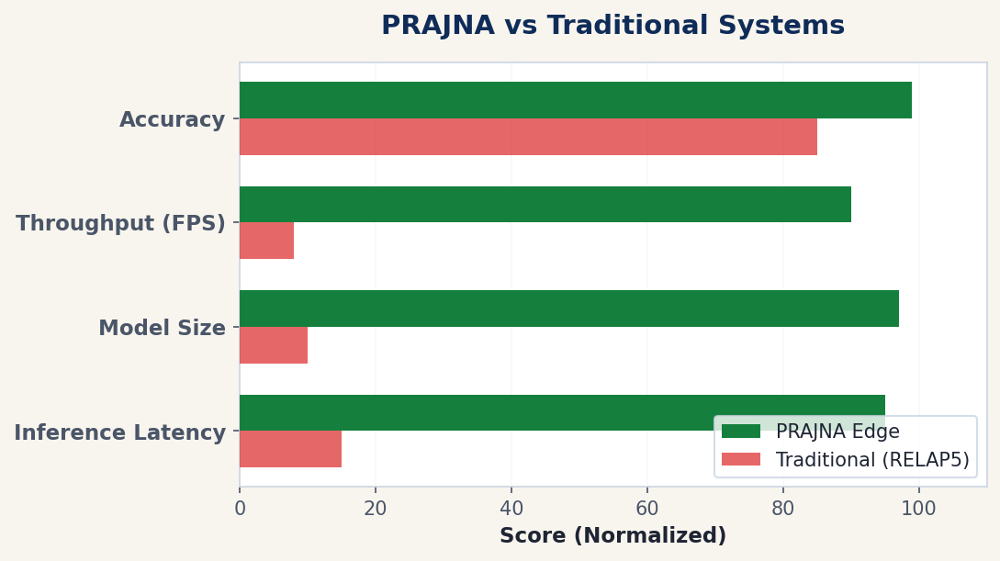 PRAJNA vs Traditional Systems
Accuracy
Throughput (FPS)
Model Size
Inference Latency
PRAJNA Edge
Traditional (RELAP5)
0 20 40 60 80 100
Score (Normalized)